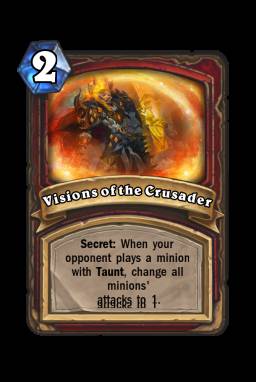 2
Visions of the Crusader
Secret: When your
opponent plays a minion
with Taunt, change all
minions'
attacks to 1.